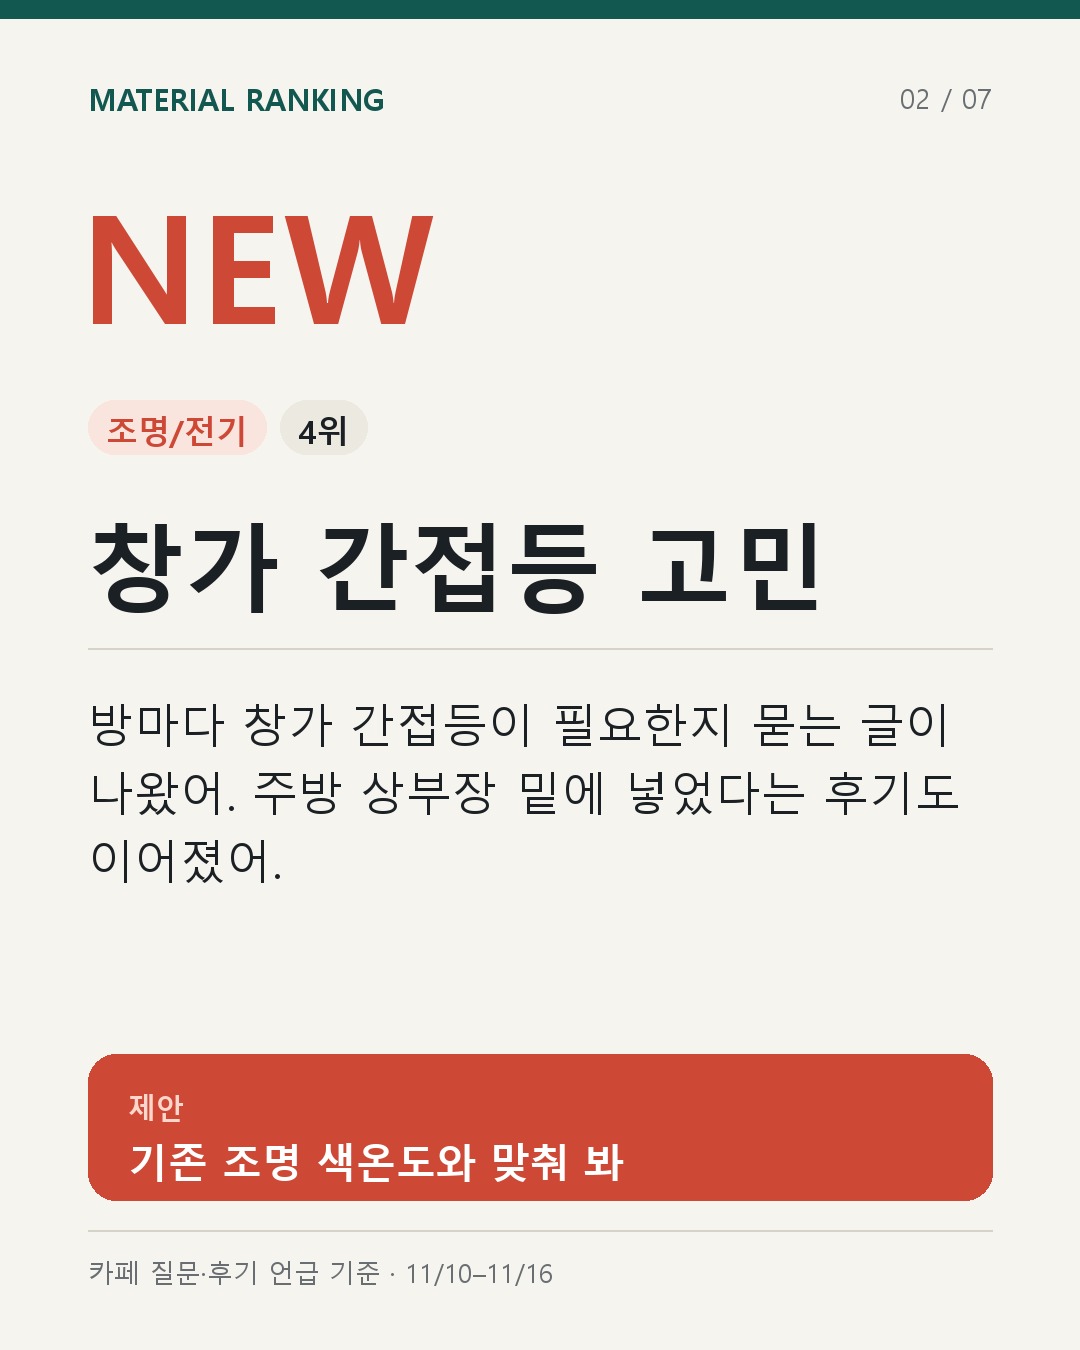 MATERIAL RANKING
02 / 07
NEW
조명/전기
4위
창가 간접등 고민
방마다 창가 간접등이 필요한지 묻는 글이
나왔어. 주방 상부장 밑에 넣었다는 후기도
이어졌어.
제안
기존 조명 색온도와 맞춰 봐
카페 질문·후기 언급 기준 · 11/10–11/16